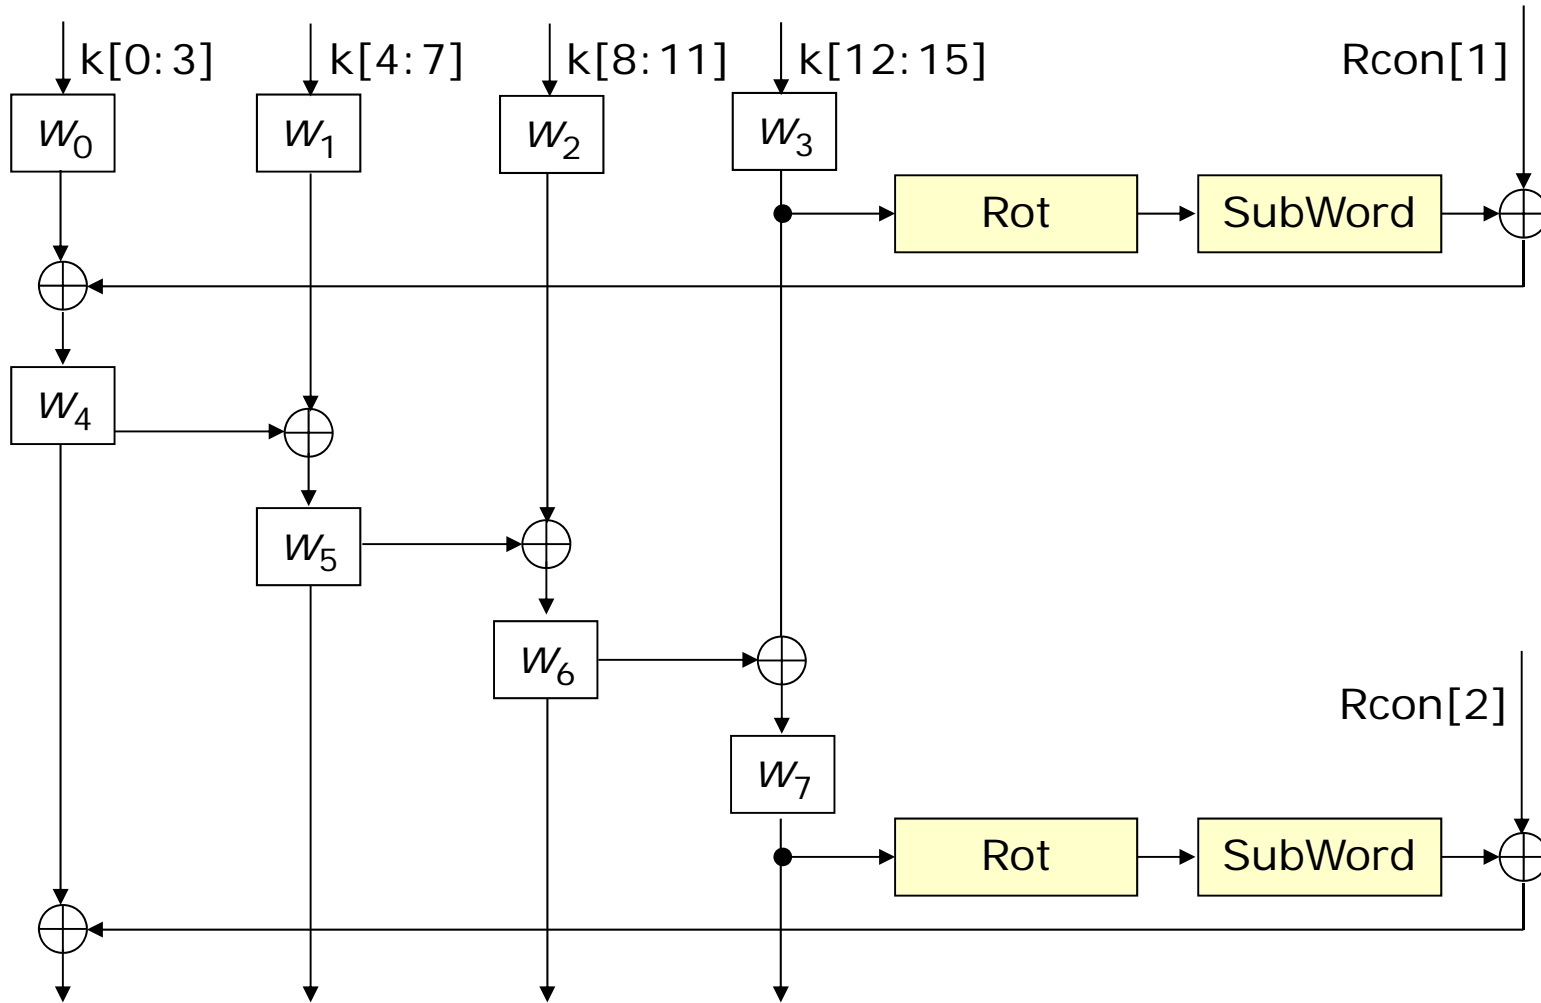 k[0:3]
k[4:7]
k[8:11]
k[12:15]
Rcon[1]
w0
w1
w2
w3
Rot
SubWord
w4
w5
w6
Rcon[2]
w7
Rot
SubWord